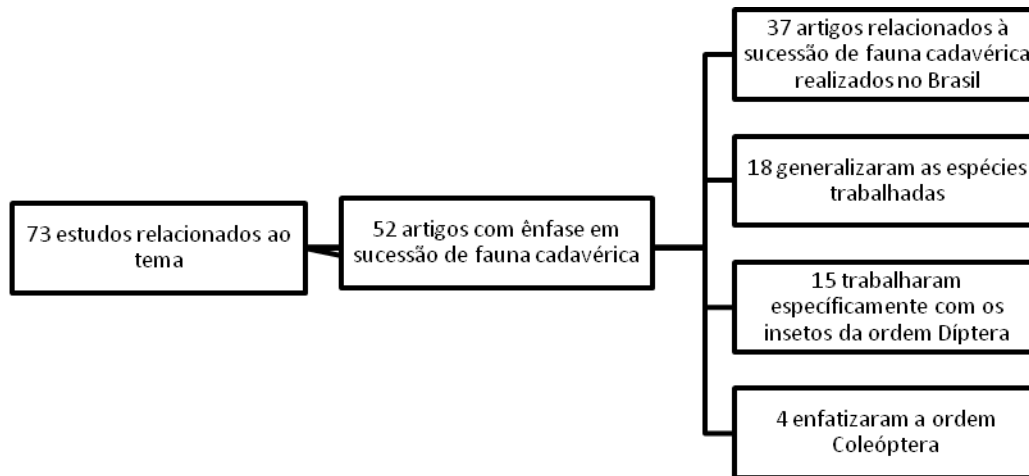 73 estudos relacionados ao
tema
52 artigos com ênfase em
sucessão de fauna cadavérica
37 artigos relacionados à
sucessão de fauna cadavérica
realizados no Brasil
18 generalizaram as espécies
trabalhadas
15 trabalharam
específicamente com os
insetos da ordem Díptera
4 enfatizaram a ordem
Coleóptera